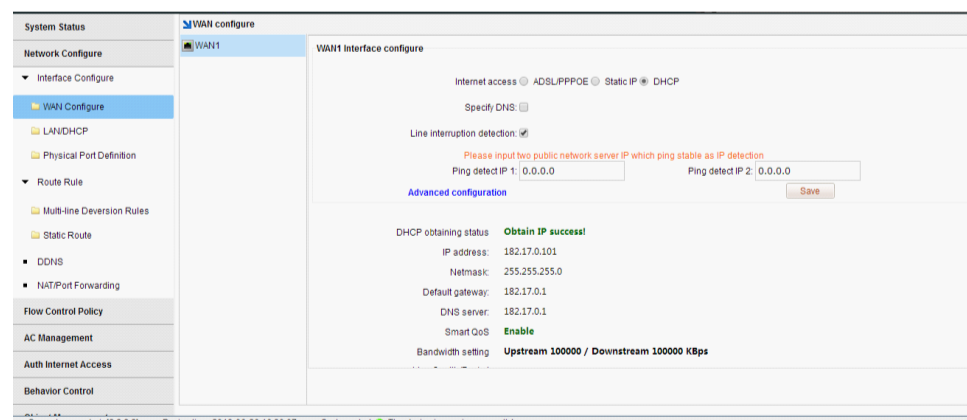 System Status
Network Configure
Interface Configure
WAN Configure
LAN/DHCP
Physical Port Definition
Route Rule
Multi-line Deversion Rules
Static Route
DDNS
NAT/Port Forwarding
Flow Control Policy
AC Management
Auth Internet Access
Behavior Control
WAN configure
WAN1
WAN1 Interface configure
Internet access ADSL/PPPOE Static IP DHCP
Specify DNS:
Line interruption detection:
Please input two public network server IP which ping stable as IP detection
Ping detect IP 1: 0.0.0.0 Ping detect IP 2: 0.0.0.0
Advanced configuration Save
DHCP obtaining status Obtain IP success!
IP address: 182.17.0.101
Netmask: 255.255.255.0
Default gateway: 182.17.0.1
DNS server: 182.17.0.1
Smart QoS Enable
Bandwidth setting Upstream 100000 / Downstream 100000 KBps